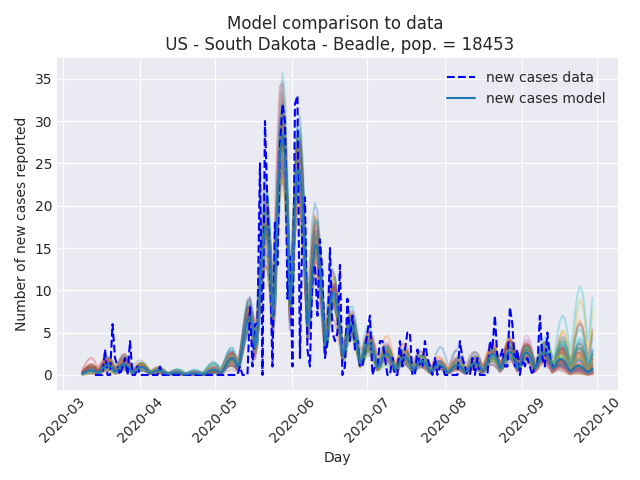 Model comparison to data
US - South Dakota - Beadle, pop. = 18453
new cases data
new cases model
Number of new cases reported
35
30
25
20
15
10
5
0
2020-03
2020-04
2020-05
2020-06
2020-07
2020-08
2020-09
2020-10
Day